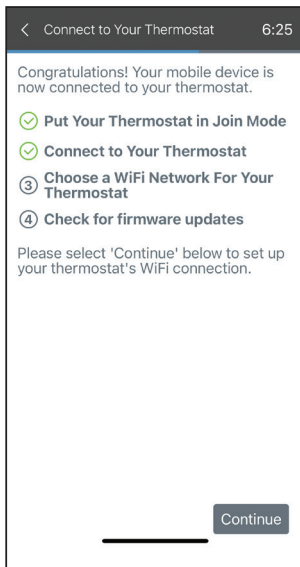 Connect to Your Thermostat 6:25
Congratulations! Your mobile device is
now connected to your thermostat.
Put Your Thermostat in Join Mode
Connect to Your Thermostat
3 Choose a WiFi Network For Your
Thermostat
4 Check for firmware updates
Please select 'Continue' below to set up
your thermostat's WiFi connection.
Continue